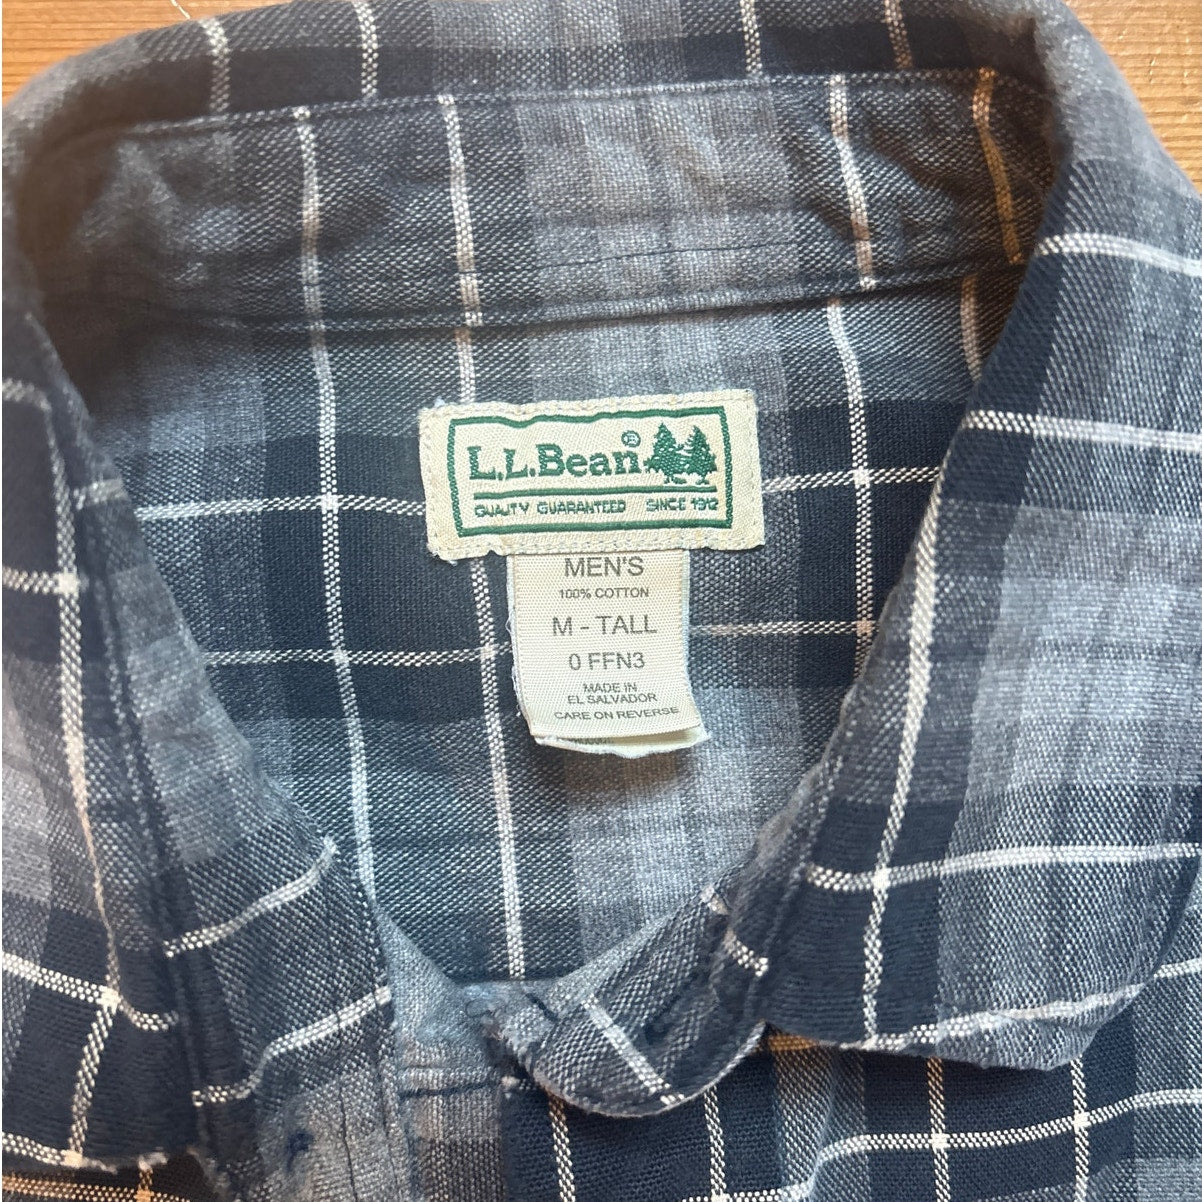 L.L.Bean®
QUALITY GUARANTEED SINCE 1912
MEN'S
100% COTTON
M - TALL
0 FFN3
MADE IN
EL SALVADOR
CARE ON REVERSE